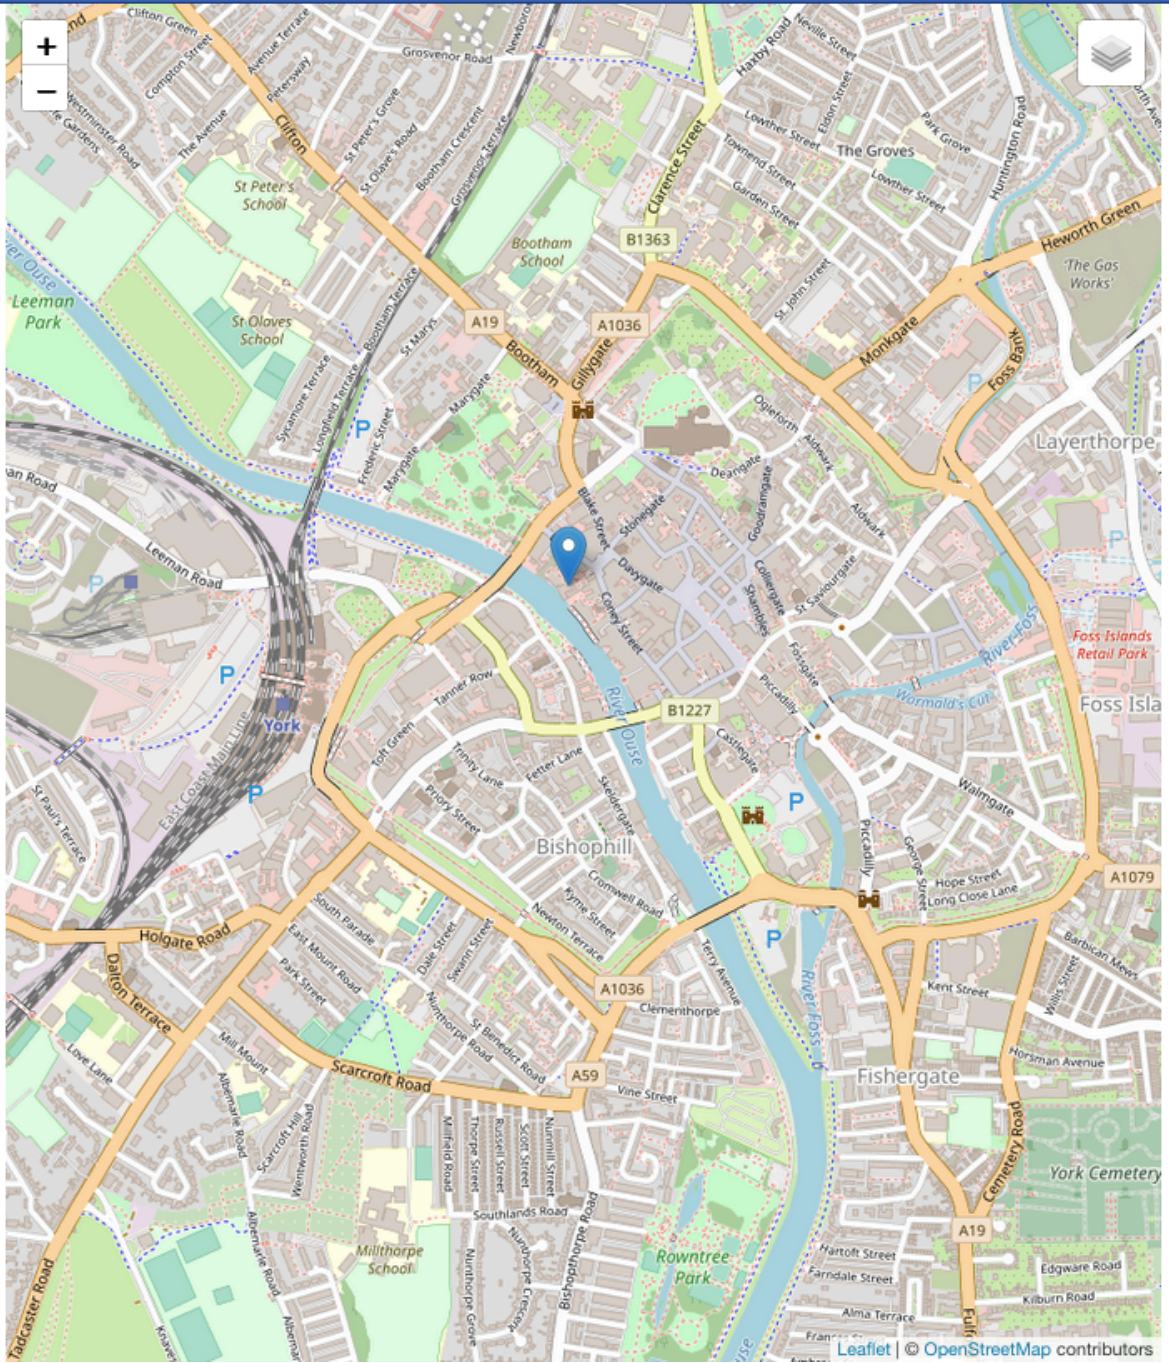 +
−
Clifton Green
Compton Street
Avenue Terrace
Petersway
Grosvenor Road
Newboro
Haxby Road
Neville Street
Westminster Road
The Avenue
Clifton
St Peter's Grove
St Olave's Road
Bootham Crescent
Grosvenor Terrace
Clarence Street
Lowther Street
Eldon Street
Park Grove
Huntington Road
Townend Street
The Groves
Garden Street
Lowther Street
St Peter's
School
Bootham
School
B1363
Heworth Green
'The Gas
Works'
Leeman
Park
St Olaves
School
Bootham Terrace
St Marys
A19
A1036
Bootham
Gillygate
St. John Street
Monkgate
Foss Bank
P
Sycamore Terrace
Longfield Terrace
P
Frederic Street
Marygate
Marygate
Ogleforth
Aldwark
Deangate
Goodramgate
Aldwark
Layerthorpe
Blake Street
Stonegate
Leeman Road
P
P
Davygate
Colliergate
Shambles
St Saviourgate
Coney Street
Fossgate
River Foss
Foss Islands
Retail Park
P
Tanner Row
Piccadilly
Wormald's Cut
Foss Isla
York
River Ouse
B1227
East Coast Main Line
Toft Green
Trinity Lane
Fetter Lane
Castlegate
P
St Paul's Terrace
Priory Street
Skeldergate
P
Walmgate
Bishophill
Piccadilly
George Street
Hope Street
Long Close Lane
A1079
Cromwell Road
Kyme Street
Newton Terrace
Holgate Road
South Parade
East Mount Road
Park Street
Dale Street
Swann Street
P
Terry Avenue
Barbican Mews
Willis Street
Kent Street
Dalton Terrace
A1036
Clementhorpe
River Foss
Nunthorpe Road
St Benedict Road
Love Lane
Mill Mount
Albemarle Road
Scarcroft Road
A59
Vine Street
Fishergate
Horsman Avenue
Scarcroft Hill
Wentworth Road
Millfield Road
Thorpe Street
Russell Street
Scott Street
Nunmill Street
Cemetery Road
York Cemetery
Southlands Road
Albemarle Road
Millthorpe
School
Nunthorpe Grove
Nunthorpe Crescent
Bishopthorpe Road
Rowntree
Park
A19
Hartoft Street
Farndale Street
Edgware Road
Kilburn Road
Alma Terrace
Tadcaster Road
Leaflet | © OpenStreetMap contributors